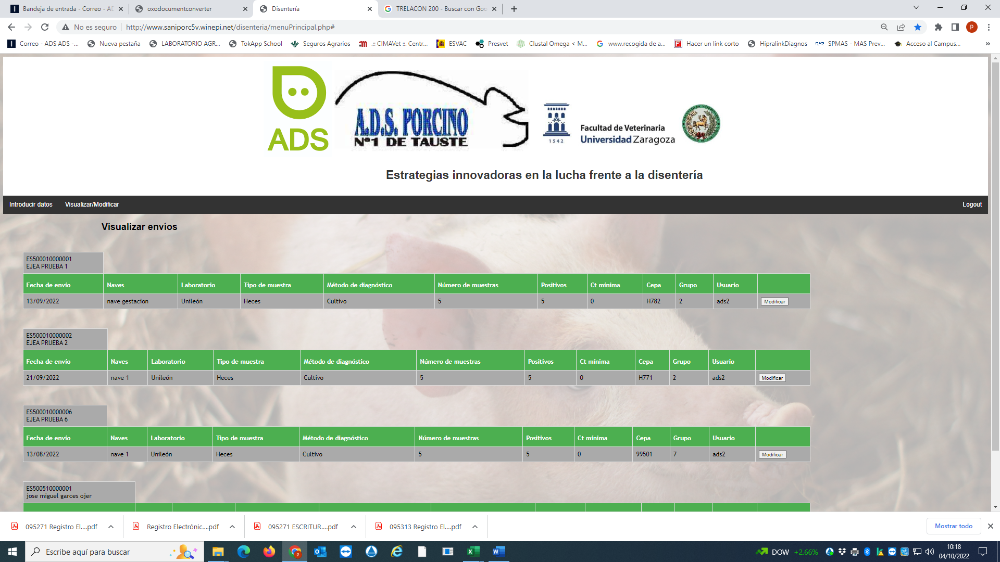 Bandeja de entrada - Correo - AD
oxodocumentconverter
Disentería
TRELACON 200 - Buscar con Goo
No es seguro
http://www.saniporc5v.winepi.net/disenteria/menuPrincipal.php#
p
Correo - ADS ADS -...
Nueva pestaña
LABORATORIO AGR...
TokApp School
Seguros Agrarios
.:: CIMAVet ::. Centr...
ESVAC
Presvet
Clustal Omega < M...
www.recogida de a...
Hacer un link corto
HipralinkDiagnos
SPMAS - MAS Prev...
Acceso al Campus...
»
ADS
A.D.S. PORCINO
Nº1 DE TAUSTE
1542
Facultad de Veterinaria
Universidad Zaragoza
Estrategias innovadoras en la lucha frente a la disentería
Introducir datos Visualizar/Modificar Logout
Visualizar envíos
ES500010000001
EJEA PRUEBA 1
Fecha de envío Naves Laboratorio Tipo de muestra Método de diagnóstico Número de muestras Positivos Ct mínima Cepa Grupo Usuario
13/09/2022 nave gestacion Unileón Heces Cultivo 5 5 0 H782 2 ads2 Modificar
ES500010000002
EJEA PRUEBA 2
Fecha de envío Naves Laboratorio Tipo de muestra Método de diagnóstico Número de muestras Positivos Ct mínima Cepa Grupo Usuario
21/09/2022 nave 1 Unileón Heces Cultivo 5 5 0 H771 2 ads2 Modificar
ES500010000006
EJEA PRUEBA 6
Fecha de envío Naves Laboratorio Tipo de muestra Método de diagnóstico Número de muestras Positivos Ct mínima Cepa Grupo Usuario
13/08/2022 nave 1 Unileón Heces Cultivo 5 5 0 99501 7 ads2 Modificar
ES500510000001
jose miguel garces ojer
095271 Registro El....pdf
Registro Electrónic....pdf
095271 ESCRITUR....pdf
095313 Registro El....pdf
Mostrar todo
Escribe aquí para buscar
DOW +2,66%
10:18
04/10/2022